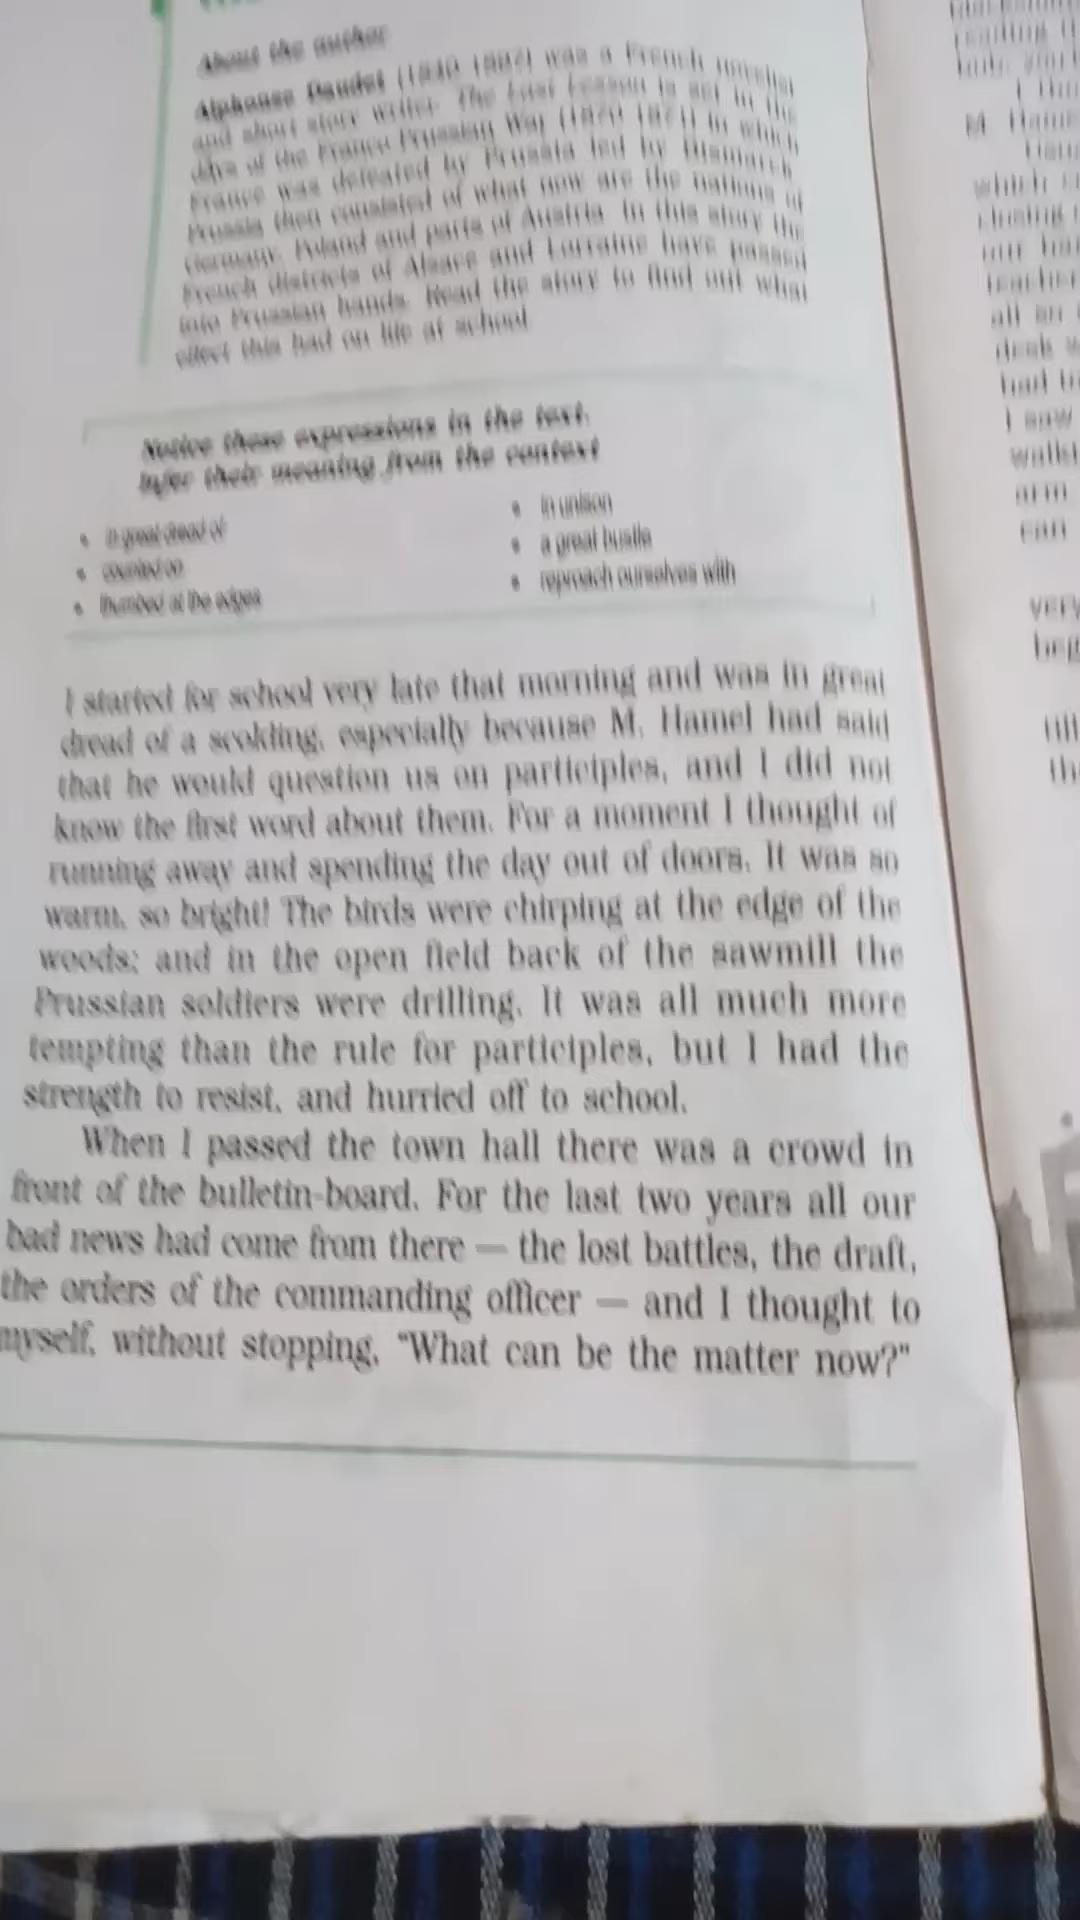 About the author
Alphonse Daudet (1840-1897) was a French novelist
and short story writer. The Last Lesson is set in the
days of the Franco-Prussian War (1870-1871) in which
France was defeated by Prussia led by Bismarck.
Prussia then consisted of what now are the nations of
Germany, Poland and parts of Austria. In this story the
French districts of Alsace and Lorraine have passed
into Prussian hands. Read the story to find out what
effect this had on life at school.
Notice these expressions in the text.
Infer their meaning from the context
• in great dread of
• counted on
• thumbed at the edges
• in unison
• a great bustle
• reproach ourselves with
I started for school very late that morning and was in great
dread of a scolding, especially because M. Hamel had said
that he would question us on participles, and I did not
know the first word about them. For a moment I thought of
running away and spending the day out of doors. It was so
warm, so bright! The birds were chirping at the edge of the
woods; and in the open field back of the sawmill the
Prussian soldiers were drilling. It was all much more
tempting than the rule for participles, but I had the
strength to resist, and hurried off to school.
When I passed the town hall there was a crowd in
front of the bulletin-board. For the last two years all our
bad news had come from there — the lost battles, the draft,
the orders of the commanding officer — and I thought to
myself, without stopping, “What can be the matter now?”
M. Hamel
which
closing
our
all
desk
had
I saw
arm
can
very
till